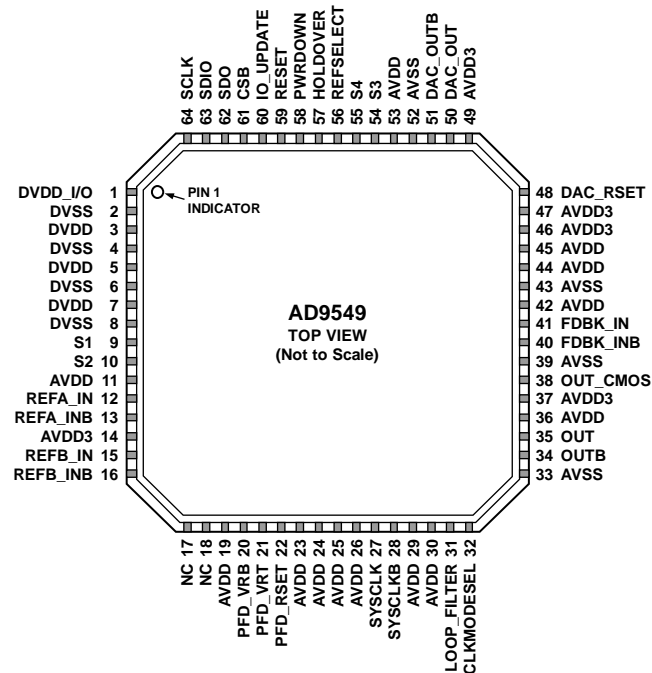 64 SCLK
63 SDIO
62 SDO
61 CSB
60 IO_UPDATE
59 RESET
58 PWRDOWN
57 HOLDOVER
56 REFSELECT
55 S4
54 S3
53 AVDD
52 AVSS
51 DAC_OUTB
50 DAC_OUT
49 AVDD3
DVDD_I/O 1
DVSS 2
DVDD 3
DVSS 4
DVDD 5
DVSS 6
DVDD 7
DVSS 8
S1 9
S2 10
AVDD 11
REFA_IN 12
REFA_INB 13
AVDD3 14
REFB_IN 15
REFB_INB 16
PIN 1
INDICATOR
AD9549
TOP VIEW
(Not to Scale)
48 DAC_RSET
47 AVDD3
46 AVDD3
45 AVDD
44 AVDD
43 AVSS
42 AVDD
41 FDBK_IN
40 FDBK_INB
39 AVSS
38 OUT_CMOS
37 AVDD3
36 AVDD
35 OUT
34 OUTB
33 AVSS
NC 17
NC 18
AVDD 19
PFD_VRB 20
PFD_VRT 21
PFD_RSET 22
AVDD 23
AVDD 24
AVDD 25
AVDD 26
SYSCLK 27
SYSCLKB 28
AVDD 29
AVDD 30
LOOP_FILTER 31
CLKMODESEL 32